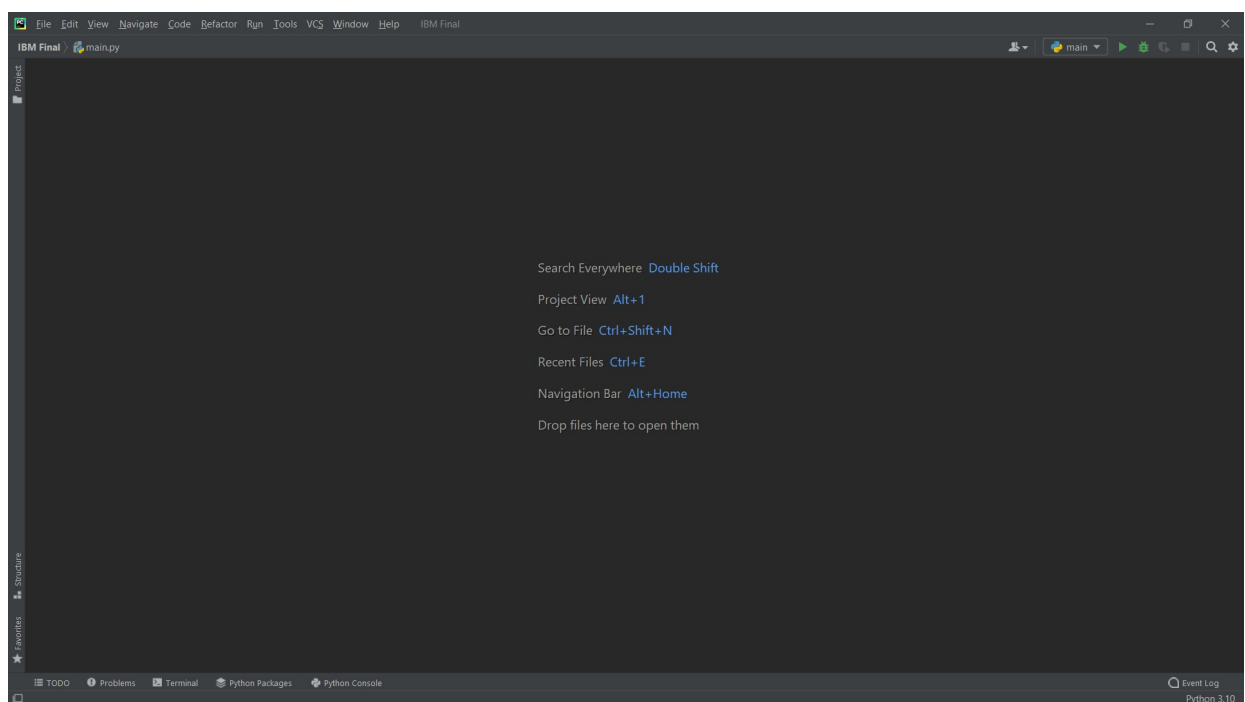 PC File Edit View Navigate Code Refactor Run Tools VCS Window Help IBM Final
IBM Final main.py main
Project
Search Everywhere Double Shift
Project View Alt+1
Go to File Ctrl+Shift+N
Recent Files Ctrl+E
Navigation Bar Alt+Home
Drop files here to open them
Structure
Favorites
TODO Problems Terminal Python Packages Python Console Event Log
Python 3.10